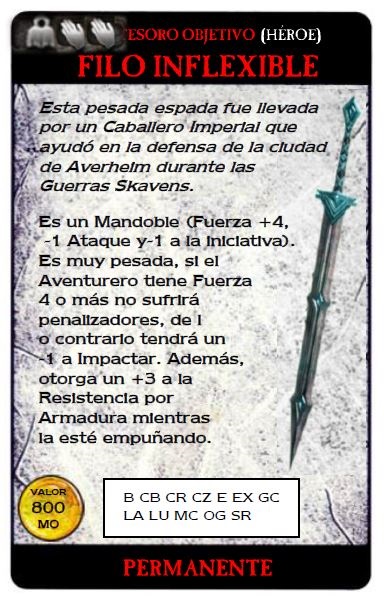 TESORO OBJETIVO (HÉROE)
FILO INFLEXIBLE
Esta pesada espada fue llevada
por un Caballero Imperial que
ayudó en la defensa de la ciudad
de Averheim durante las
Guerras Skavens.
Es un Mandoble (Fuerza +4,
-1 Ataque y-1 a la iniciativa).
Es muy pesada, si el
Aventurero tiene Fuerza
4 o más no sufrirá
penalizadores, de l
o contrario tendrá un
-1 a Impactar. Además,
otorga un +3 a la
Resistencia por
Armadura mientras
la esté empuñando.
VALOR
800
MO
B CB CR CZ E EX GC
LA LU MC OG SR
PERMANENTE